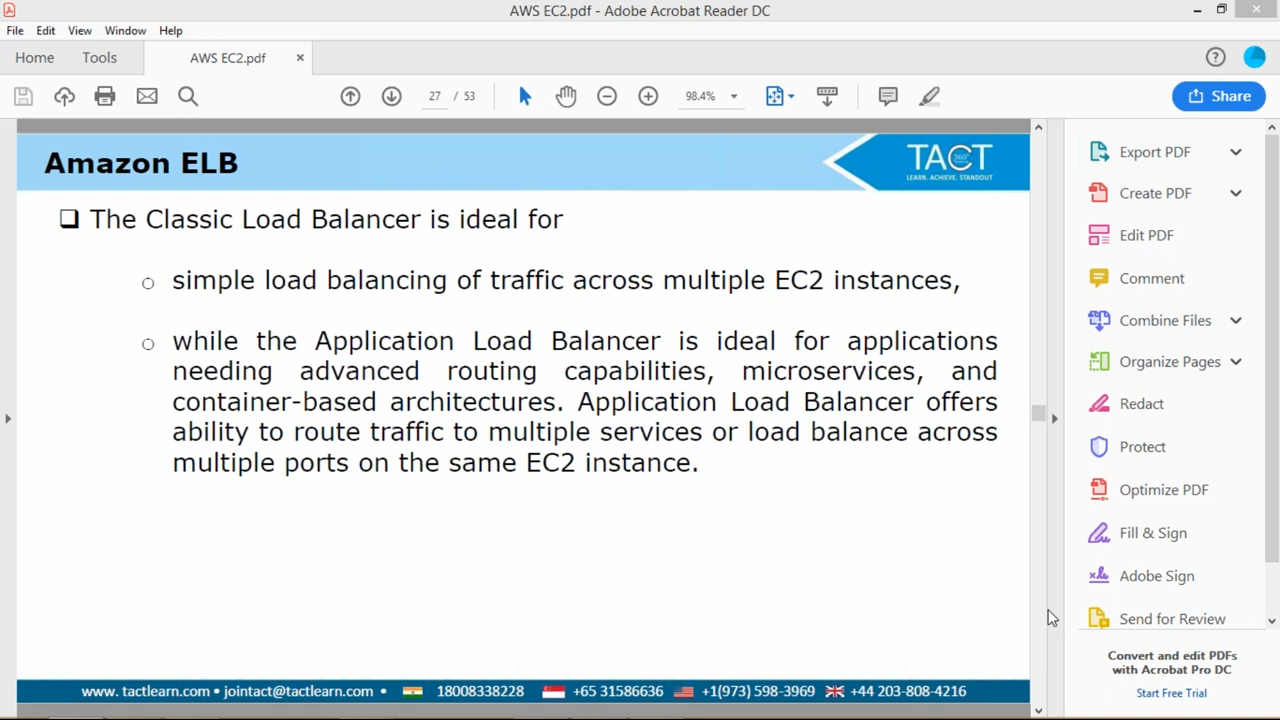 AWS EC2.pdf - Adobe Acrobat Reader DC
File Edit View Window Help
Home Tools AWS EC2.pdf ×
27 / 53 98.4% Share
Amazon ELB
TACT
360°
LEARN. ACHIEVE. STANDOUT
The Classic Load Balancer is ideal for
simple load balancing of traffic across multiple EC2 instances,
while the Application Load Balancer is ideal for applications
needing advanced routing capabilities, microservices, and
container-based architectures. Application Load Balancer offers
ability to route traffic to multiple services or load balance across
multiple ports on the same EC2 instance.
www. tactlearn.com • jointact@tactlearn.com • 18008338228 +65 31586636 +1(973) 598-3969 +44 203-808-4216
Export PDF
Create PDF
Edit PDF
Comment
Combine Files
Organize Pages
Redact
Protect
Optimize PDF
Fill & Sign
Adobe Sign
Send for Review
Convert and edit PDFs
with Acrobat Pro DC
Start Free Trial